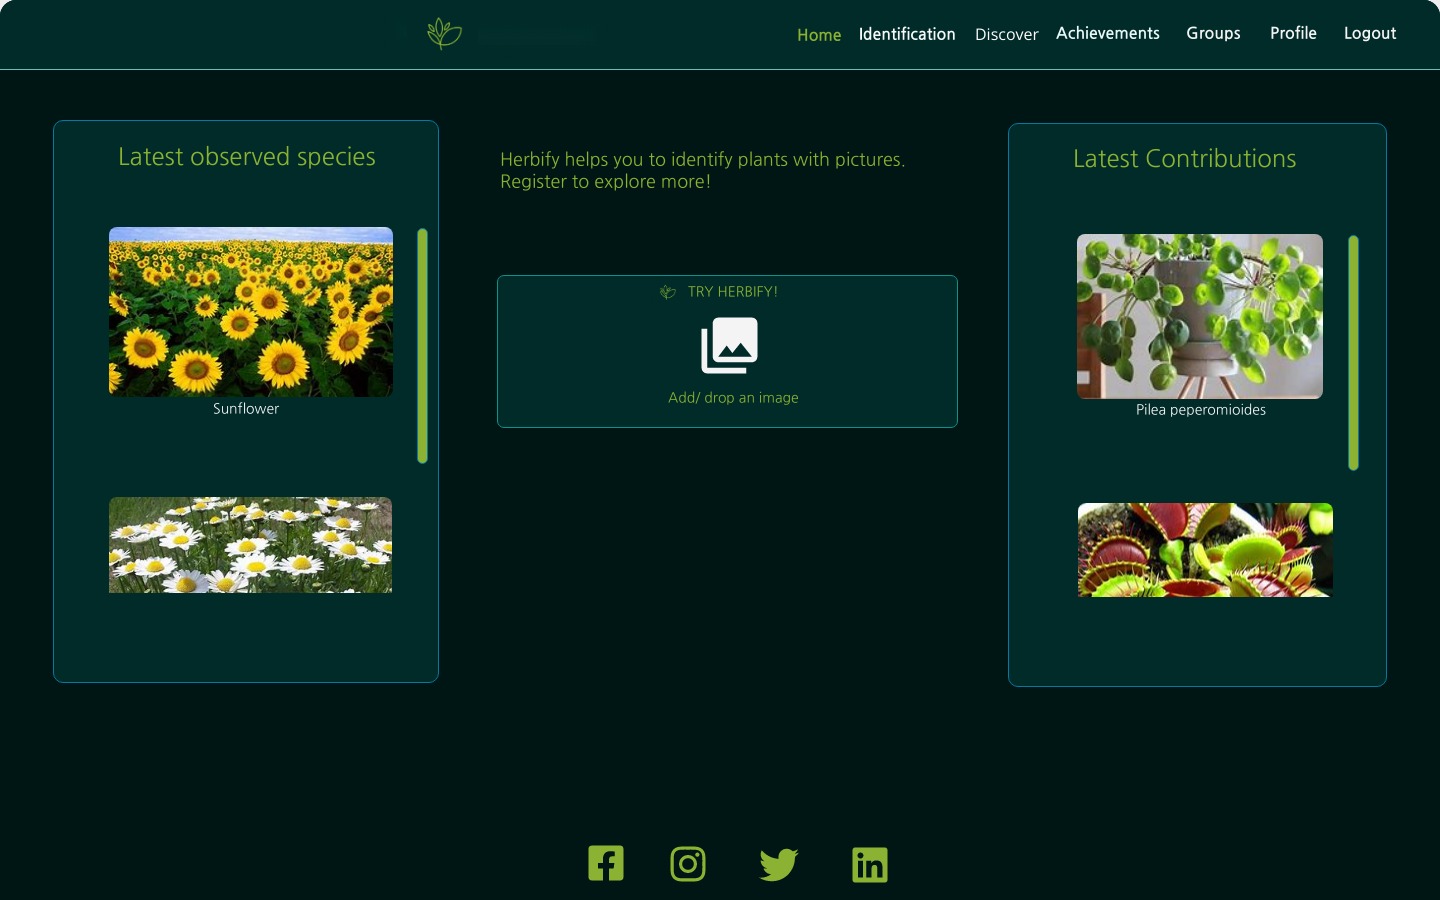 Home
Identification
Discover
Achievements
Groups
Profile
Logout
Latest observed species
Sunflower
Herbify helps you to identify plants with pictures.
Register to explore more!
TRY HERBIFY!
Add/ drop an image
Latest Contributions
Pilea peperomioides